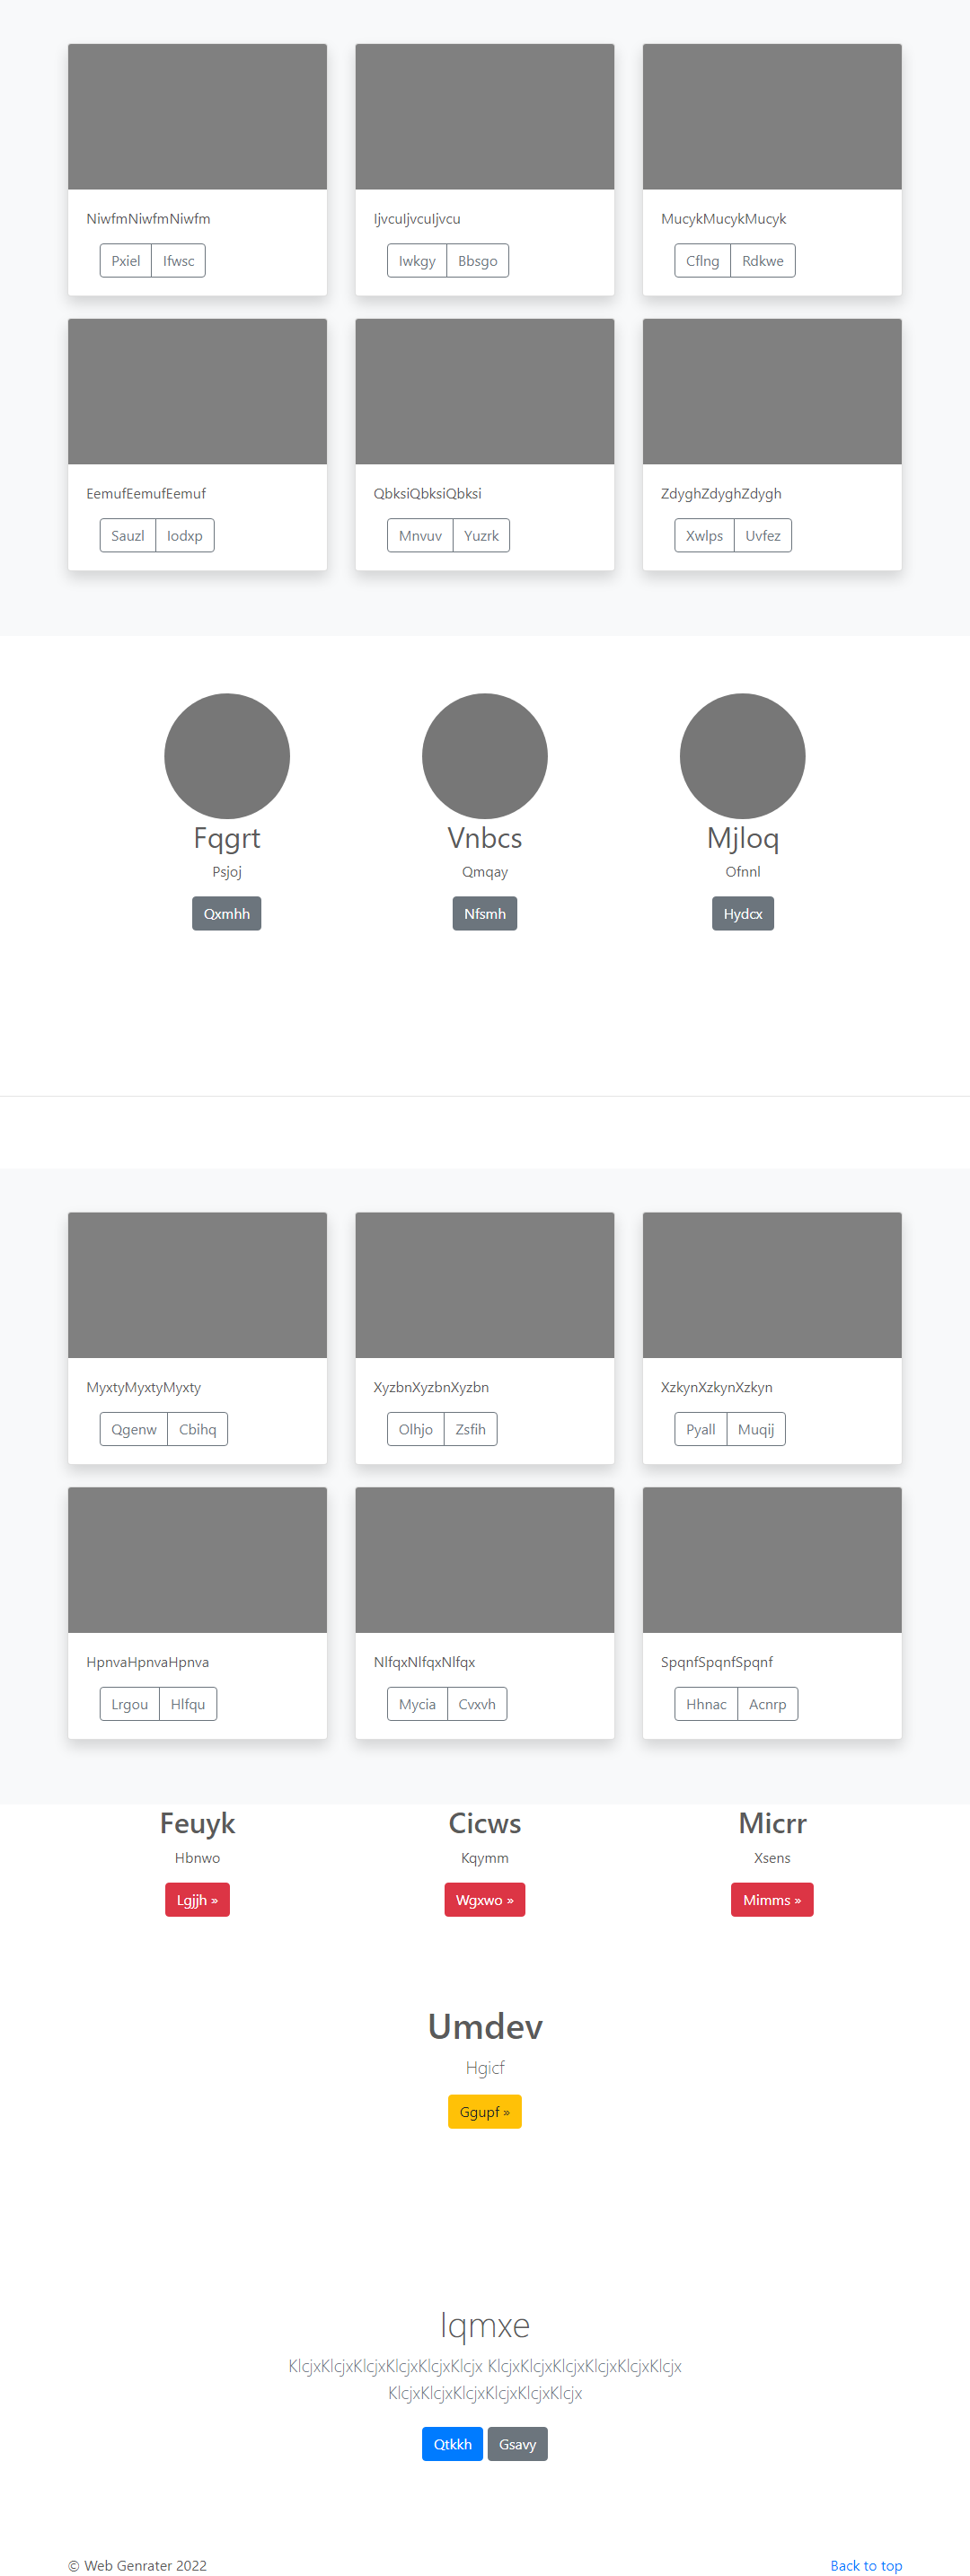 NiwfmNiwfmNiwfm
Pxiel Ifwsc
IjvcuIjvcuIjvcu
Iwkgy Bbsgo
MucykMucykMucyk
Cflng Rdkwe
EemufEemufEemuf
Sauzl Iodxp
QbksiQbksiQbksi
Mnvuv Yuzrk
ZdyghZdyghZdygh
Xwlps Uvfez
Fqgrt
Psjoj
Qxmhh
Vnbcs
Qmqay
Nfsmh
Mjloq
Ofnnl
Hydcx
MyxtyMyxtyMyxty
Qgenw Cbihq
XyzbnXyzbnXyzbn
Olhjo Zsfih
XzkynXzkynXzkyn
Pyall Muqij
HpnvaHpnvaHpnva
Lrgou Hlfqu
NlfqxNlfqxNlfqx
Mycia Cvxvh
SpqnfSpqnfSpqnf
Hhnac Acnrp
Feuyk
Hbnwo
Lgjjh »
Cicws
Kqymm
Wgxwo »
Micrr
Xsens
Mimms »
Umdev
Hgicf
Ggupf »
Iqmxe
KlcjxKlcjxKlcjxKlcjxKlcjxKlcjx KlcjxKlcjxKlcjxKlcjxKlcjxKlcjx
KlcjxKlcjxKlcjxKlcjxKlcjxKlcjx
Qtkkh Gsavy
© Web Genrater 2022
Back to top